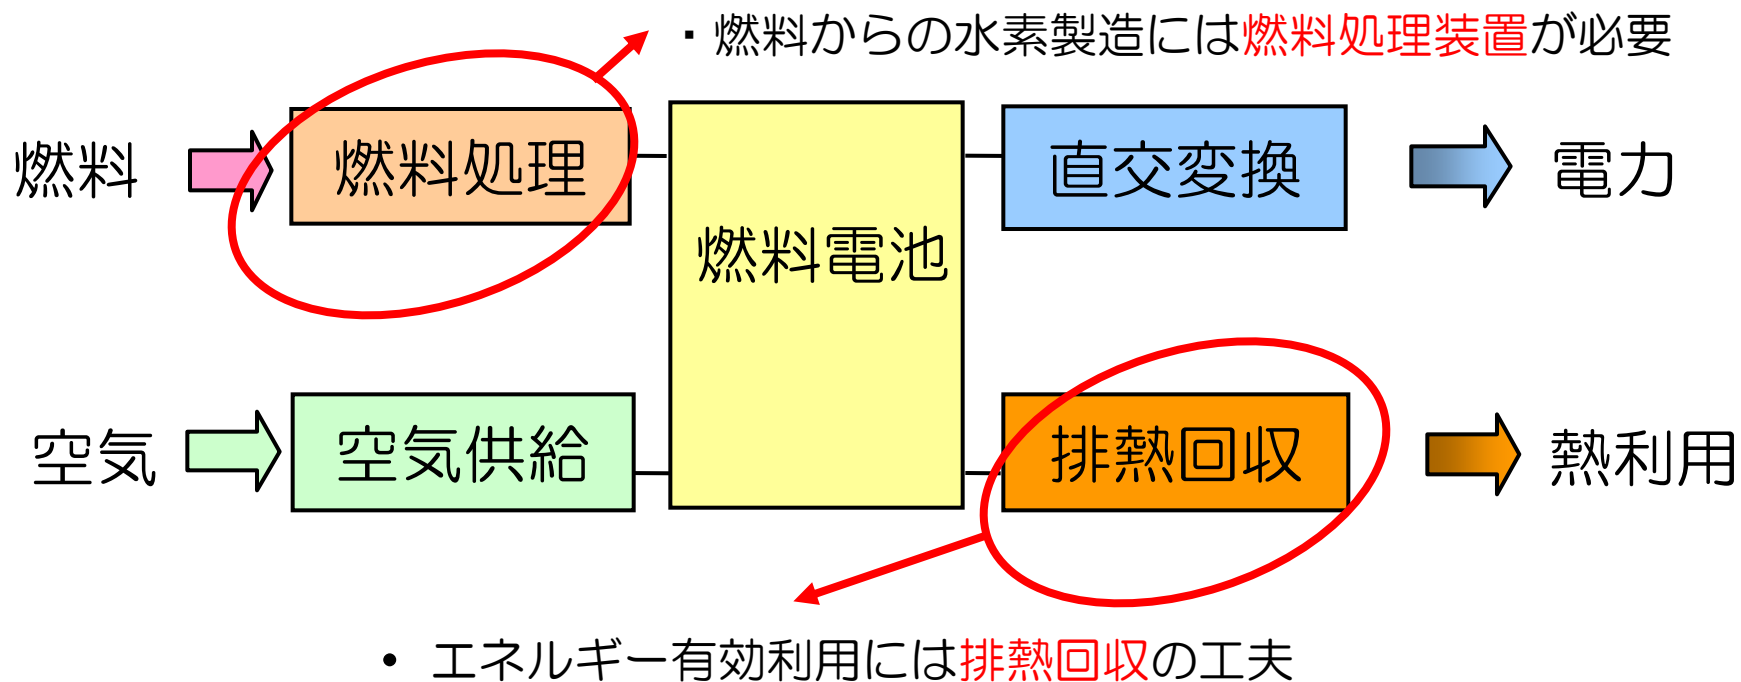 ・燃料からの水素製造には燃料処理装置が必要
燃料
燃料処理
燃料電池
直交変換
電力
空気
空気供給
排熱回収
熱利用
• エネルギー有効利用には排熱回収の工夫